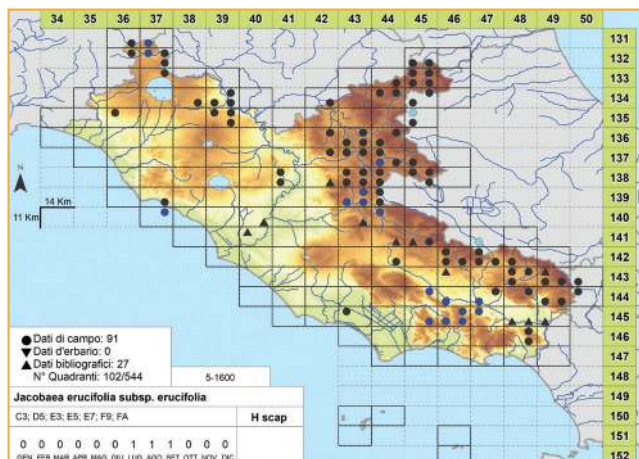 34 35 36 37 38 39 40 41 42 43 44 45 46 47 48 49 50
131
132
133
134
135
136
137
138
139
140
141
142
143
144
145
146
147
148
149
150
151
152
N
14 Km
11 Km
Dati di campo: 91
Dati d'erbario: 0
Dati bibliografici: 27
N° Quadranti: 102/544
5-1600
Jacobaea erucifolia subsp. erucifolia
C3; D5; E3; E5; E7; F9; FA
H scap
0 0 0 0 0 0 1 1 1 0 0 0
GEN FEB MAR APR MAG GIU LUG AGO SET OTT NOV DIC